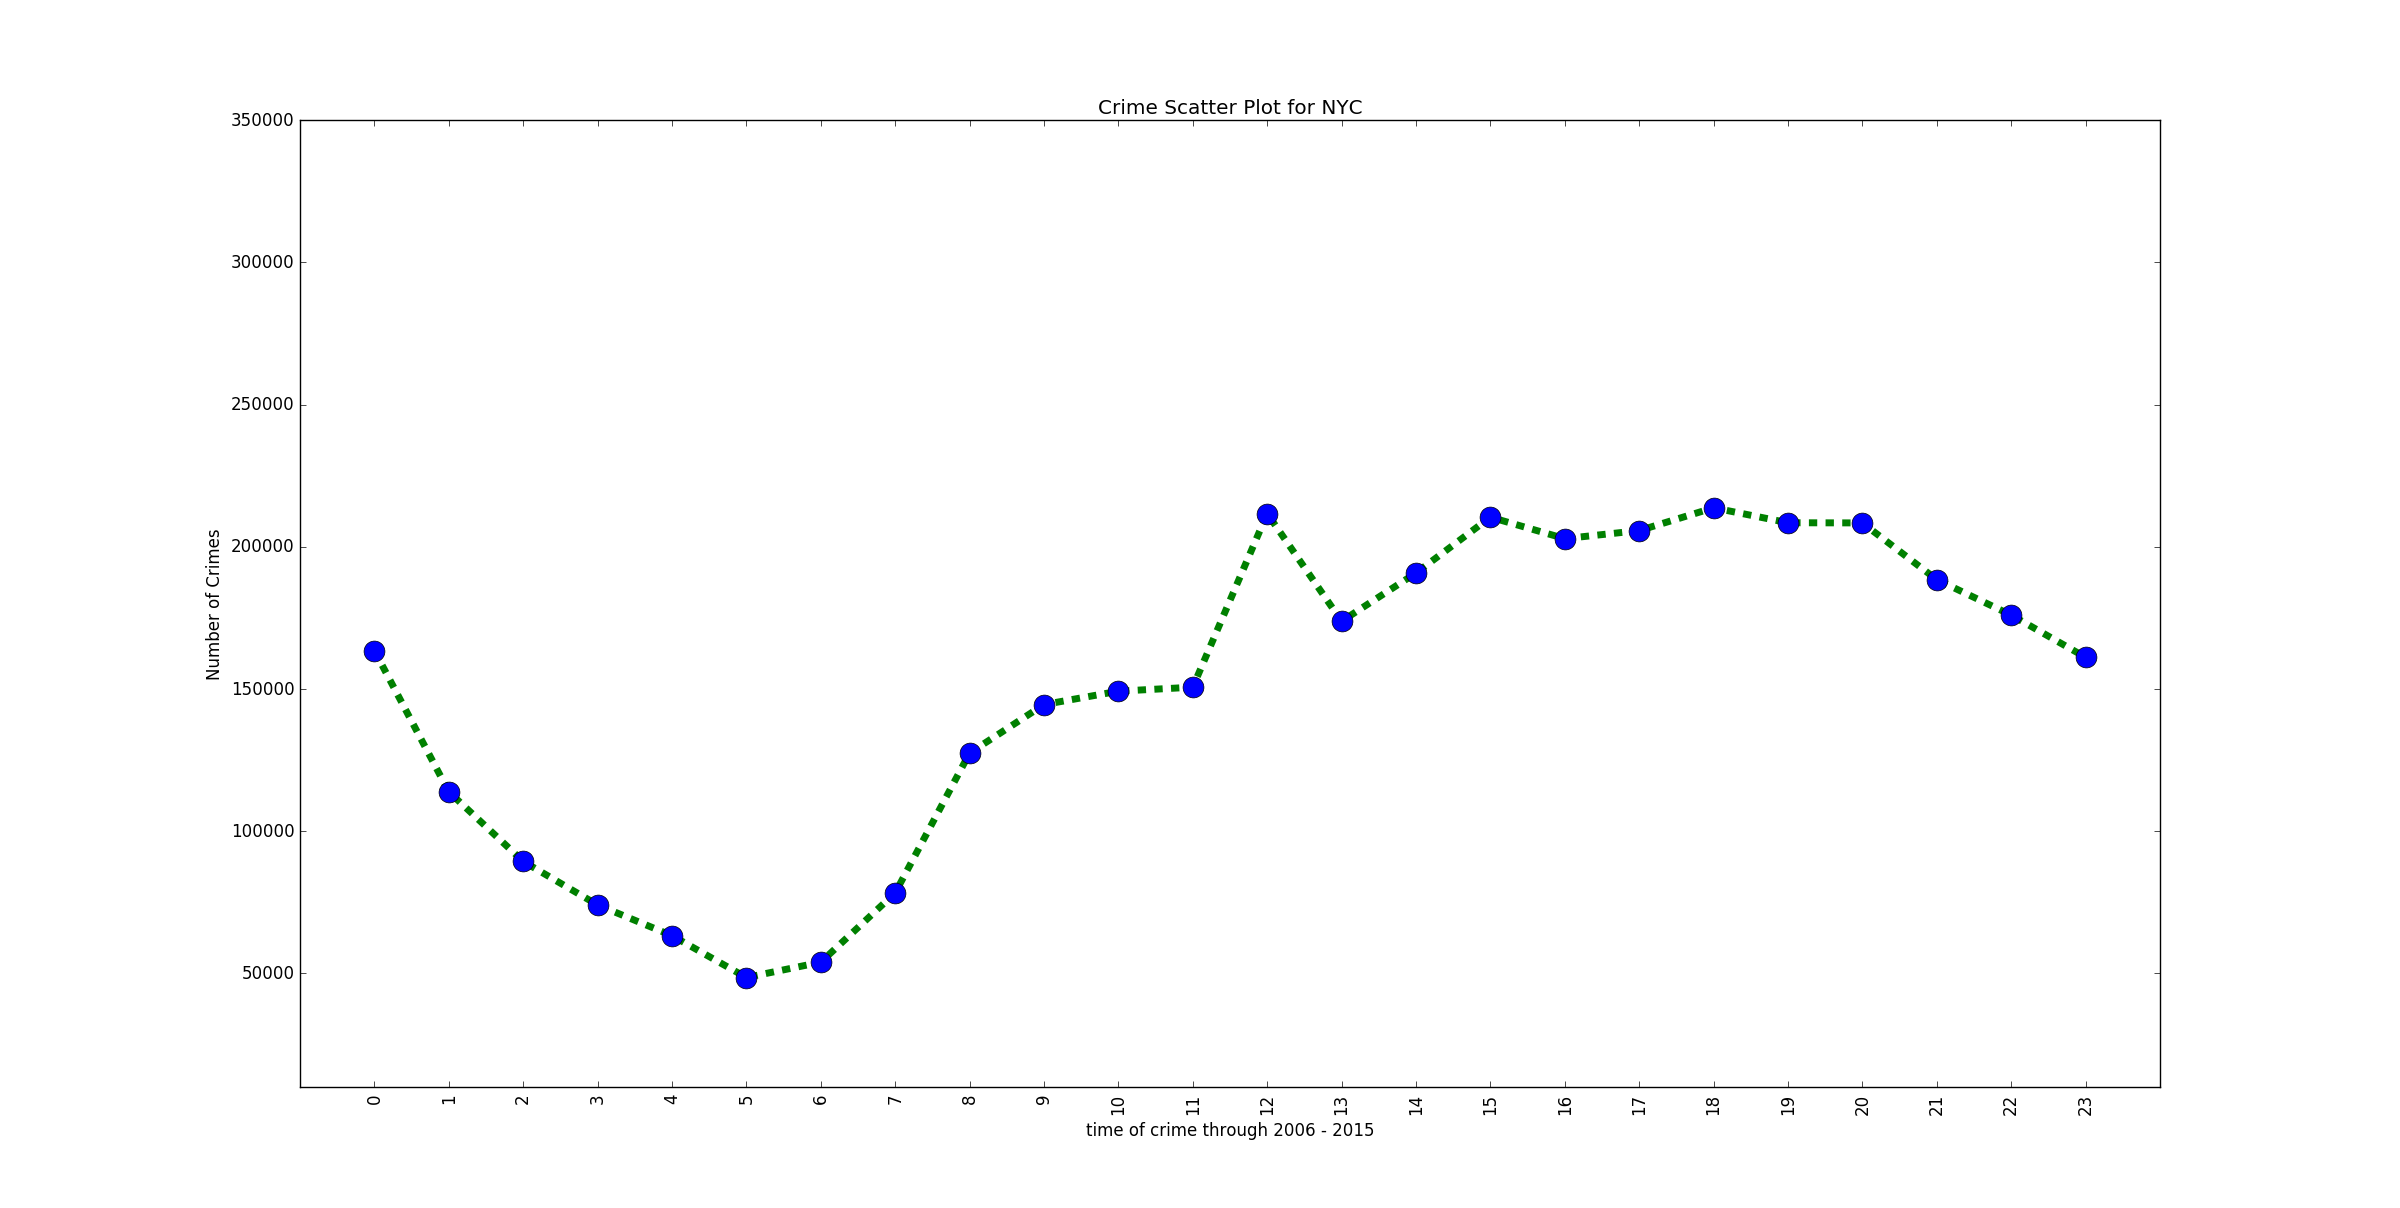 Crime Scatter Plot for NYC
350000
300000
250000
200000
150000
100000
50000
Number of Crimes
0 1 2 3 4 5 6 7 8 9 10 11 12 13 14 15 16 17 18 19 20 21 22 23
time of crime through 2006 - 2015